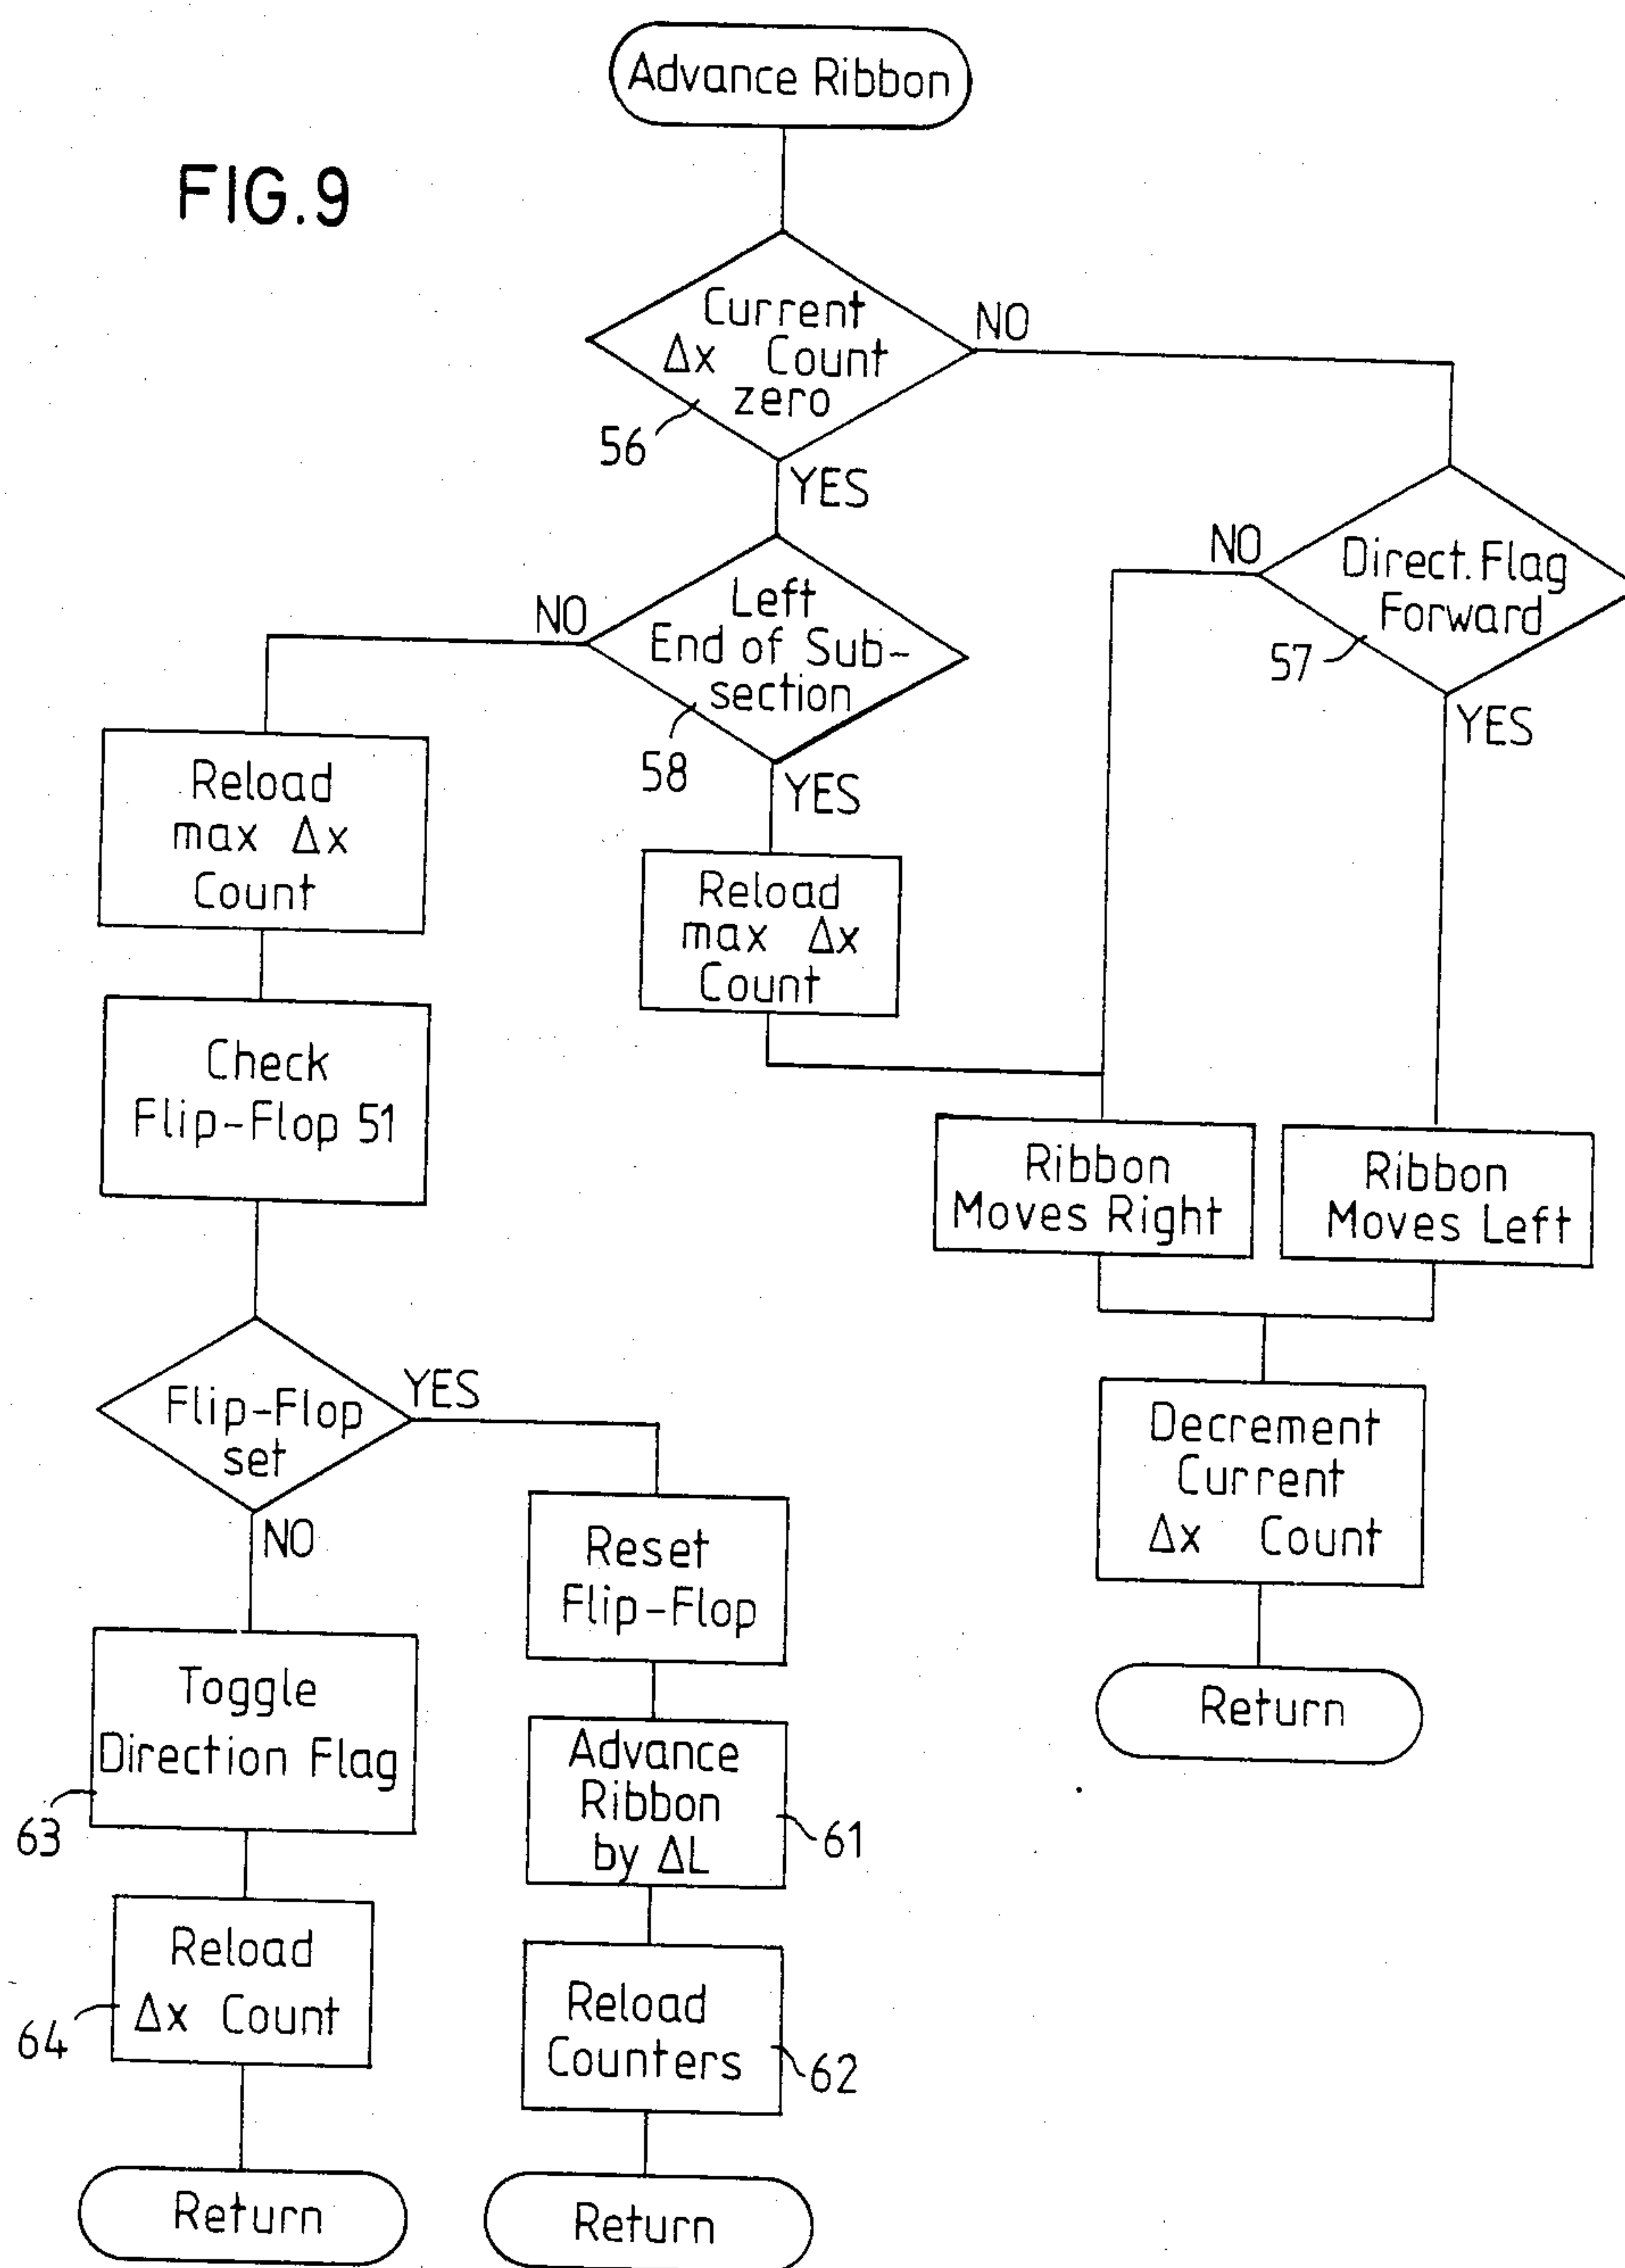 Advance Ribbon
FIG.9
Current
Δx Count
zero
56
NO
YES
Direct. Flag
Forward
57
NO
YES
Left
End of Sub-
section
58
NO
YES
Reload
max Δx
Count
Reload
max Δx
Count
Check
Flip-Flop 51
Ribbon
Moves Right
Ribbon
Moves Left
Flip-Flop
set
YES
NO
Decrement
Current
Δx Count
Reset
Flip-Flop
Return
Toggle
Direction Flag
63
Advance
Ribbon
by ΔL
61
Reload
Δx Count
64
Reload
Counters
62
Return
Return